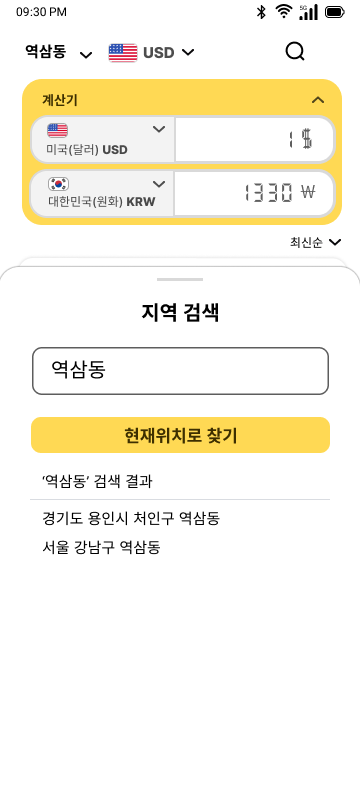 09:30 PM
5G
역삼동 USD
계산기
미국(달러) USD
1 $
대한민국(원화) KRW
1330 ₩
최신순
지역 검색
역삼동
현재위치로 찾기
‘역삼동’ 검색 결과
경기도 용인시 처인구 역삼동
서울 강남구 역삼동